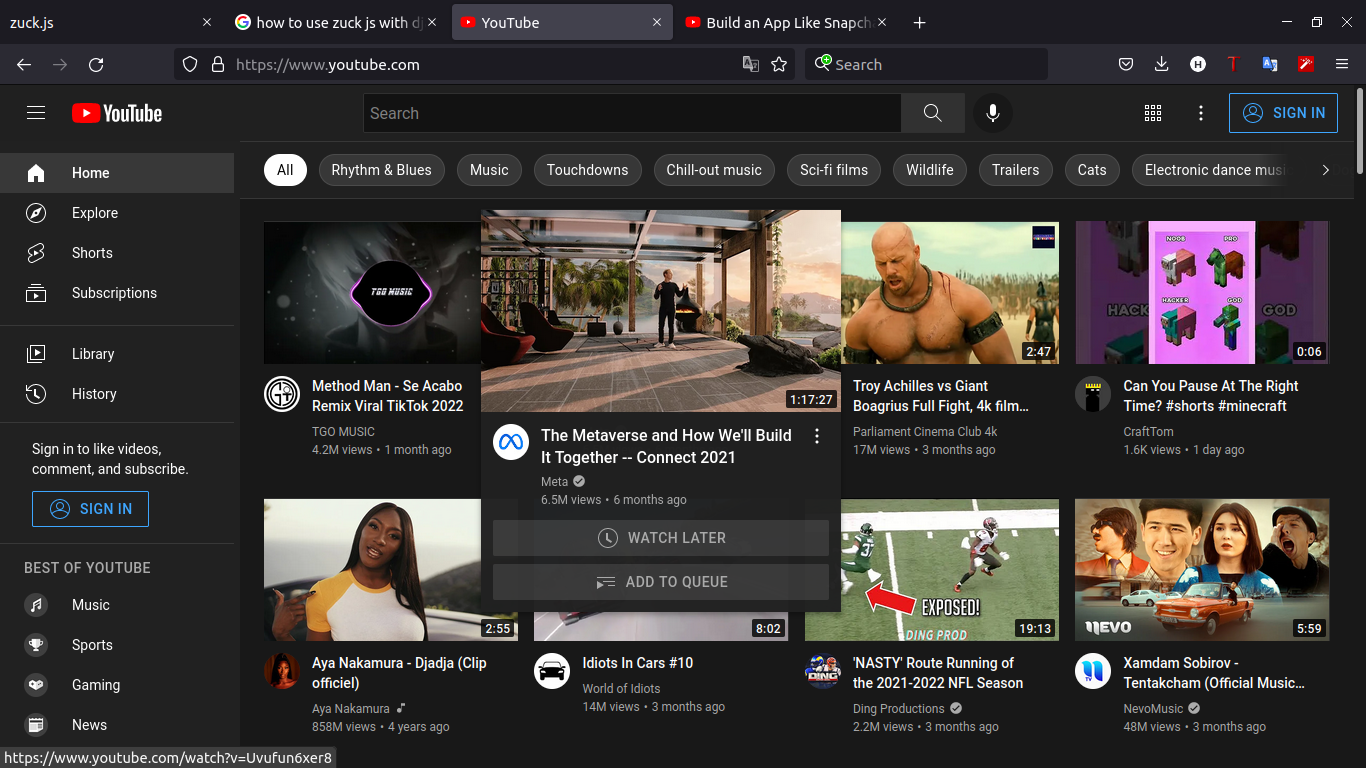 zuck.js
how to use zuck js with dj
YouTube
Build an App Like Snapch
https://www.youtube.com
Search
YouTube
Search
SIGN IN
Home
Explore
Shorts
Subscriptions
Library
History
Sign in to like videos,
comment, and subscribe.
SIGN IN
BEST OF YOUTUBE
Music
Sports
Gaming
News
All
Rhythm & Blues
Music
Touchdowns
Chill-out music
Sci-fi films
Wildlife
Trailers
Cats
Electronic dance musi
TGO MUSIC
Method Man - Se Acabo
Remix Viral TikTok 2022
TGO MUSIC
4.2M views • 1 month ago
1:17:27
The Metaverse and How We'll Build
It Together -- Connect 2021
Meta
6.5M views • 6 months ago
WATCH LATER
ADD TO QUEUE
2:47
Troy Achilles vs Giant
Boagrius Full Fight, 4k film…
Parliament Cinema Club 4k
17M views • 3 months ago
NOOB PRO
HACKER GOD
HACK GOD
0:06
Can You Pause At The Right
Time? #shorts #minecraft
CraftTom
1.6K views • 1 day ago
2:55
Aya Nakamura - Djadja (Clip
officiel)
Aya Nakamura
858M views • 4 years ago
8:02
Idiots In Cars #10
World of Idiots
14M views • 3 months ago
37
EXPOSED!
DING PROD
19:13
DING
'NASTY' Route Running of
the 2021-2022 NFL Season
Ding Productions
2.2M views • 3 months ago
NEVO
5:59
TV
Xamdam Sobirov -
Tentakcham (Official Music…
NevoMusic
48M views • 3 months ago
https://www.youtube.com/watch?v=Uvufun6xer8